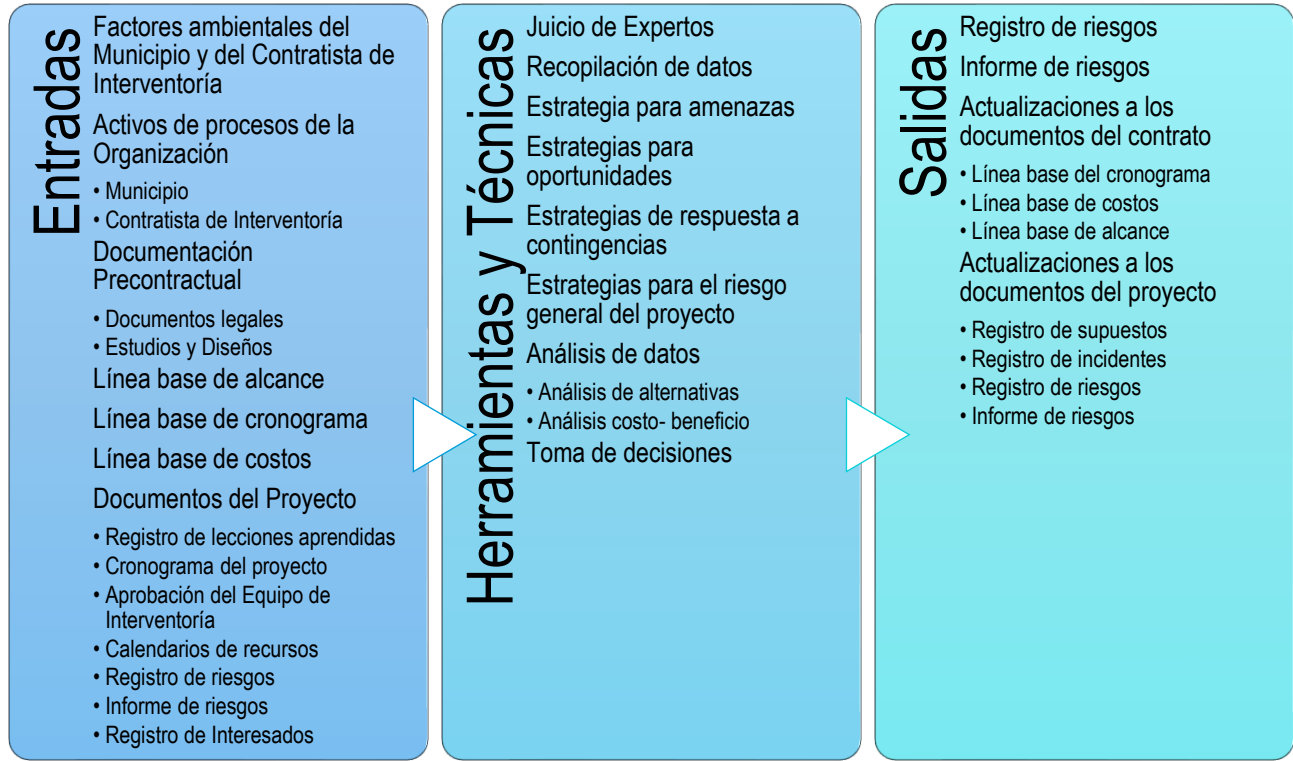 Entradas
Factores ambientales del
Municipio y del Contratista de
Interventoría
Activos de procesos de la
Organización
• Municipio
• Contratista de Interventoría
Documentación
Precontractual
• Documentos legales
• Estudios y Diseños
Línea base de alcance
Línea base de cronograma
Línea base de costos
Documentos del Proyecto
• Registro de lecciones aprendidas
• Cronograma del proyecto
• Aprobación del Equipo de
Interventoría
• Calendarios de recursos
• Registro de riesgos
• Informe de riesgos
• Registro de Interesados
Herramientas y Técnicas
Juicio de Expertos
Recopilación de datos
Estrategia para amenazas
Estrategias para
oportunidades
Estrategias de respuesta a
contingencias
Estrategias para el riesgo
general del proyecto
Análisis de datos
• Análisis de alternativas
• Análisis costo- beneficio
Toma de decisiones
Salidas
Registro de riesgos
Informe de riesgos
Actualizaciones a los
documentos del contrato
• Línea base del cronograma
• Línea base de costos
• Línea base de alcance
Actualizaciones a los
documentos del proyecto
• Registro de supuestos
• Registro de incidentes
• Registro de riesgos
• Informe de riesgos